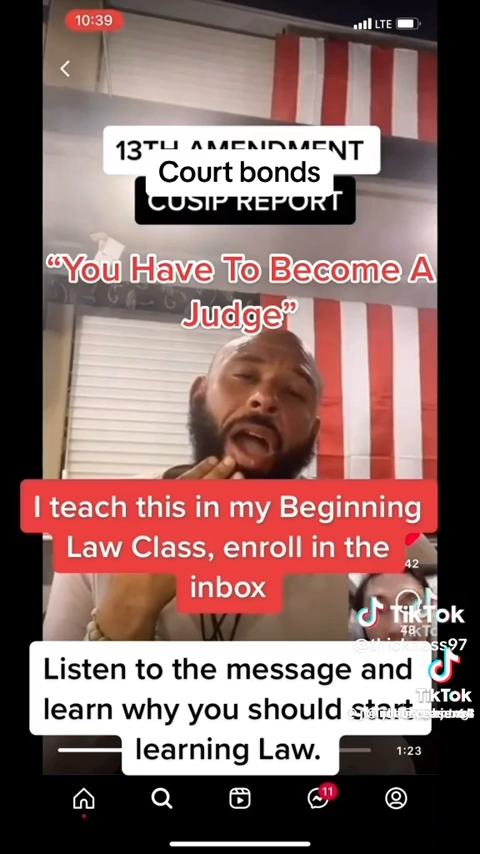 10:39
LTE
13TH AMENDMENT
Court bonds
CUSIP REPORT
“You Have To Become A
Judge”
I teach this in my Beginning
Law Class, enroll in the
inbox
42
48
TikTok
TikTok
Listen to the message and
learn why you should start
learning Law.
1:23
11